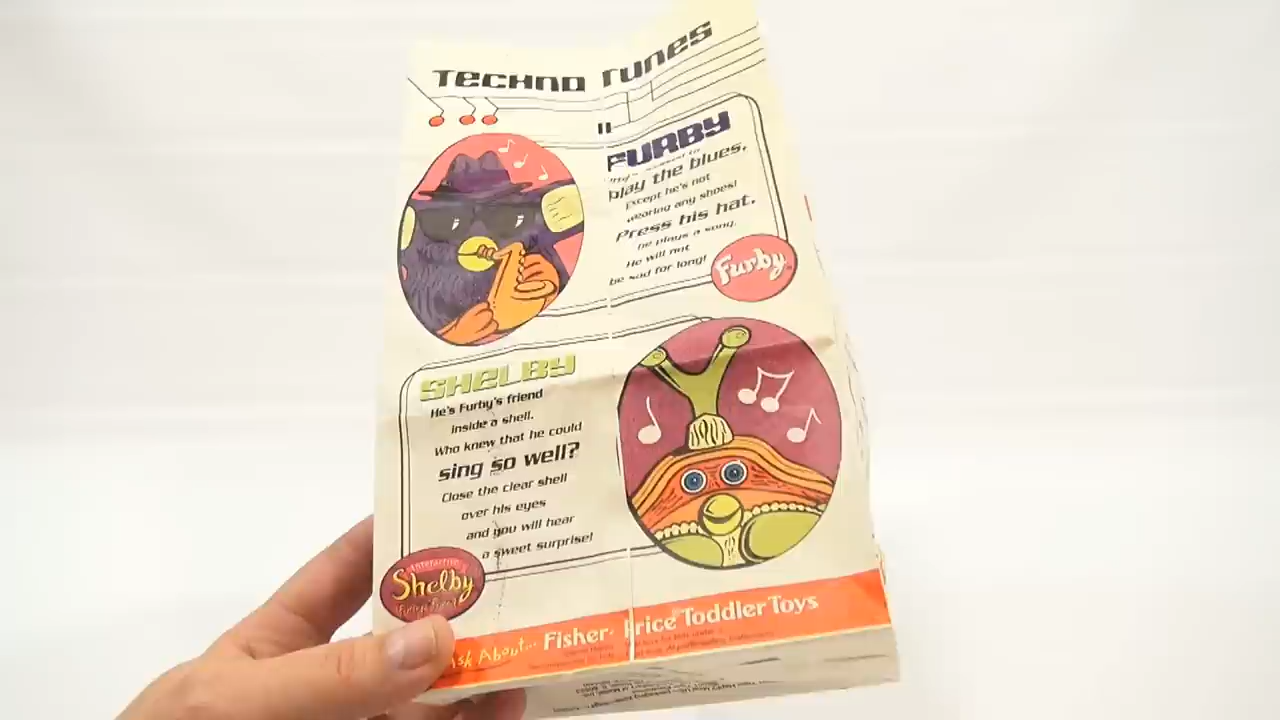 TECHNO TUNES
FURBY
play the blues.
Except he's not
wearing any shoes!
Press his hat.
he plays a song.
He will not
be sad for long!
Furby
SHELBY
He's Furby's friend
inside a shell.
Who knew that he could
sing so well?
Close the clear shell
over his eyes
and you will hear
a sweet surprise!
Interactive
Shelby
Ask About... Fisher-Price Toddler Toys